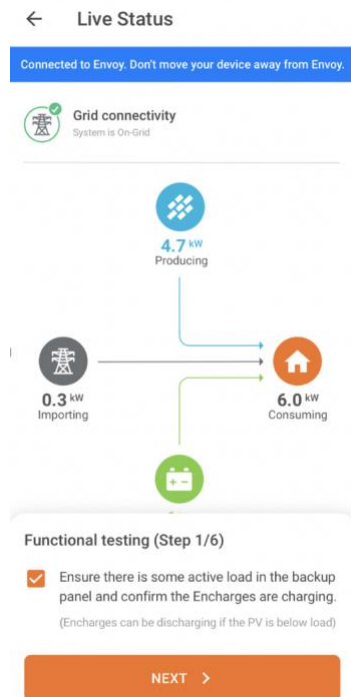 Live Status
Connected to Envoy. Don't move your device away from Envoy.
Grid connectivity
System is On-Grid
4.7 kW
Producing
0.3 kW
Importing
6.0 kW
Consuming
Functional testing (Step 1/6)
Ensure there is some active load in the backup
panel and confirm the Encharges are charging.
(Encharges can be discharging if the PV is below load)
NEXT